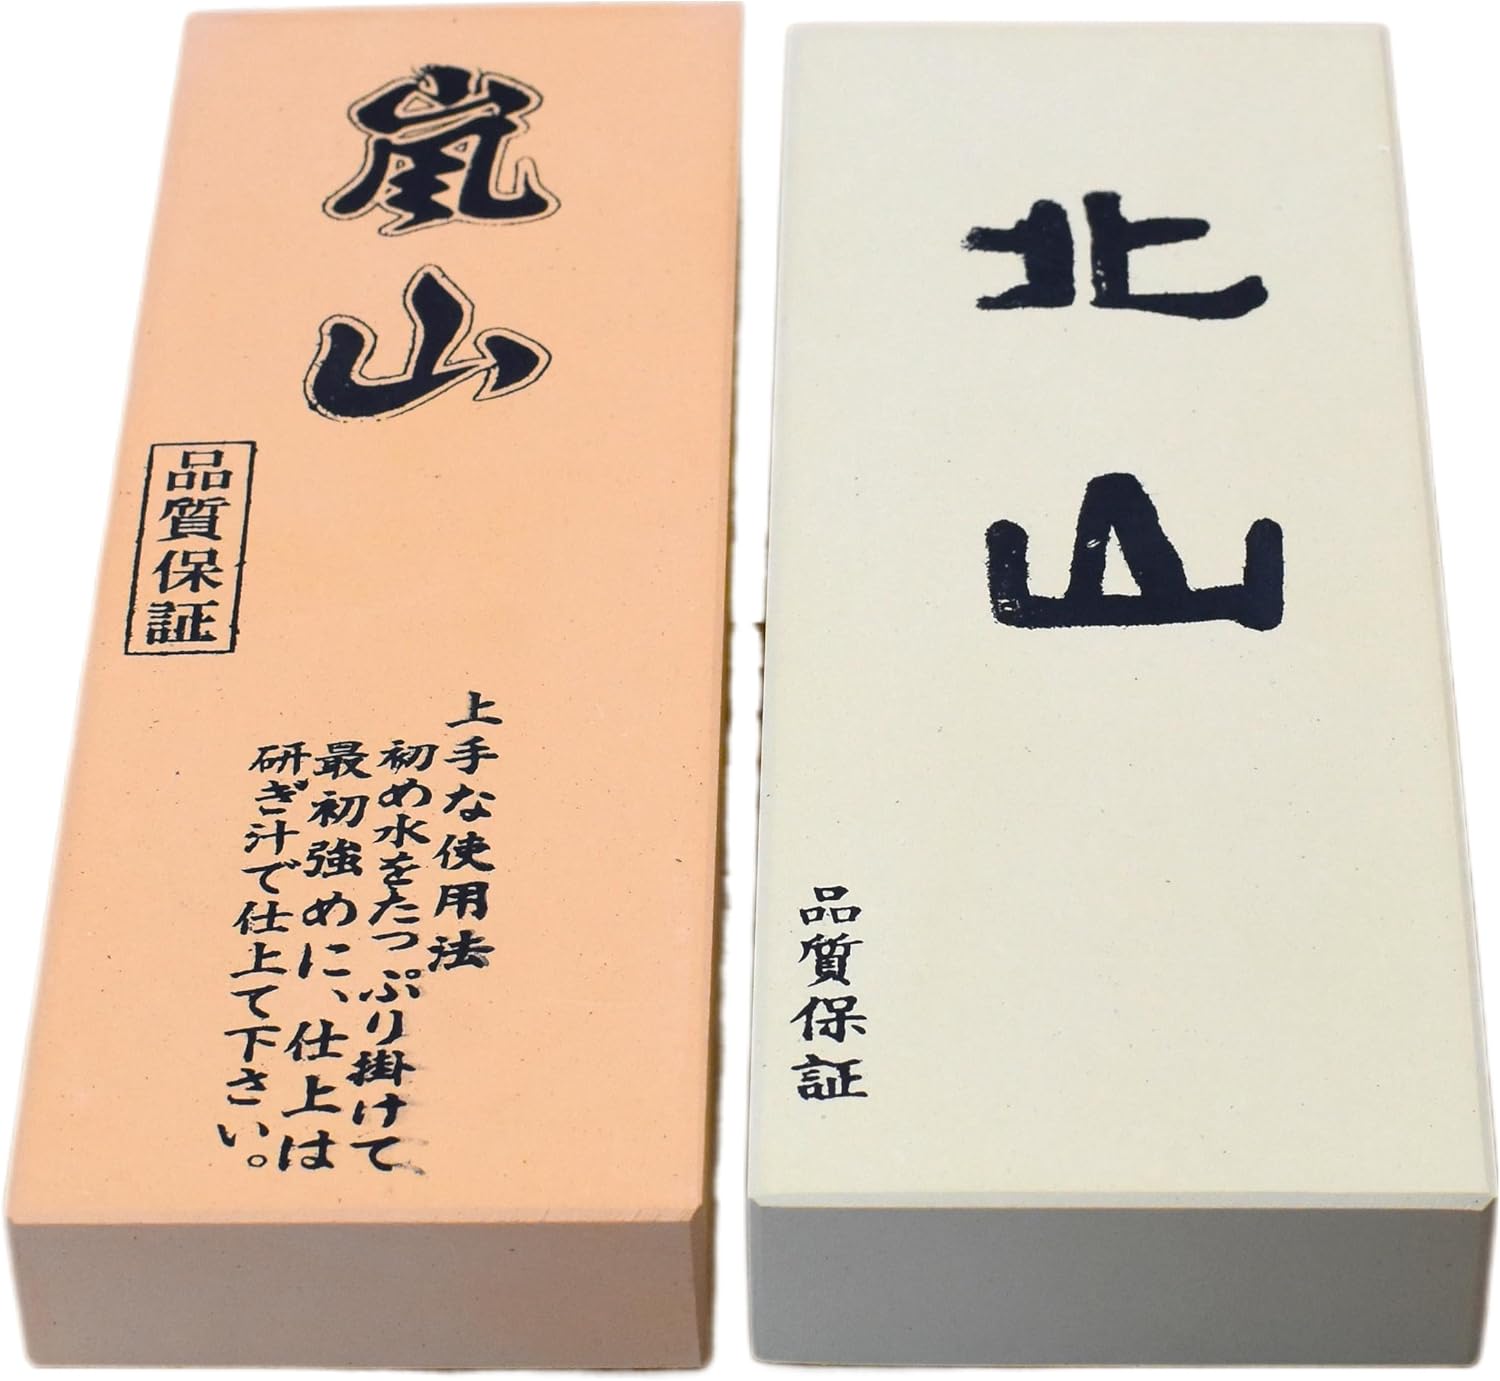 嵐山
品質保証
上手な使用法
初め水をたっぷり掛けて、
最初強めに、仕上は
研ぎ汁で仕上て下さい。
北山
品質保証